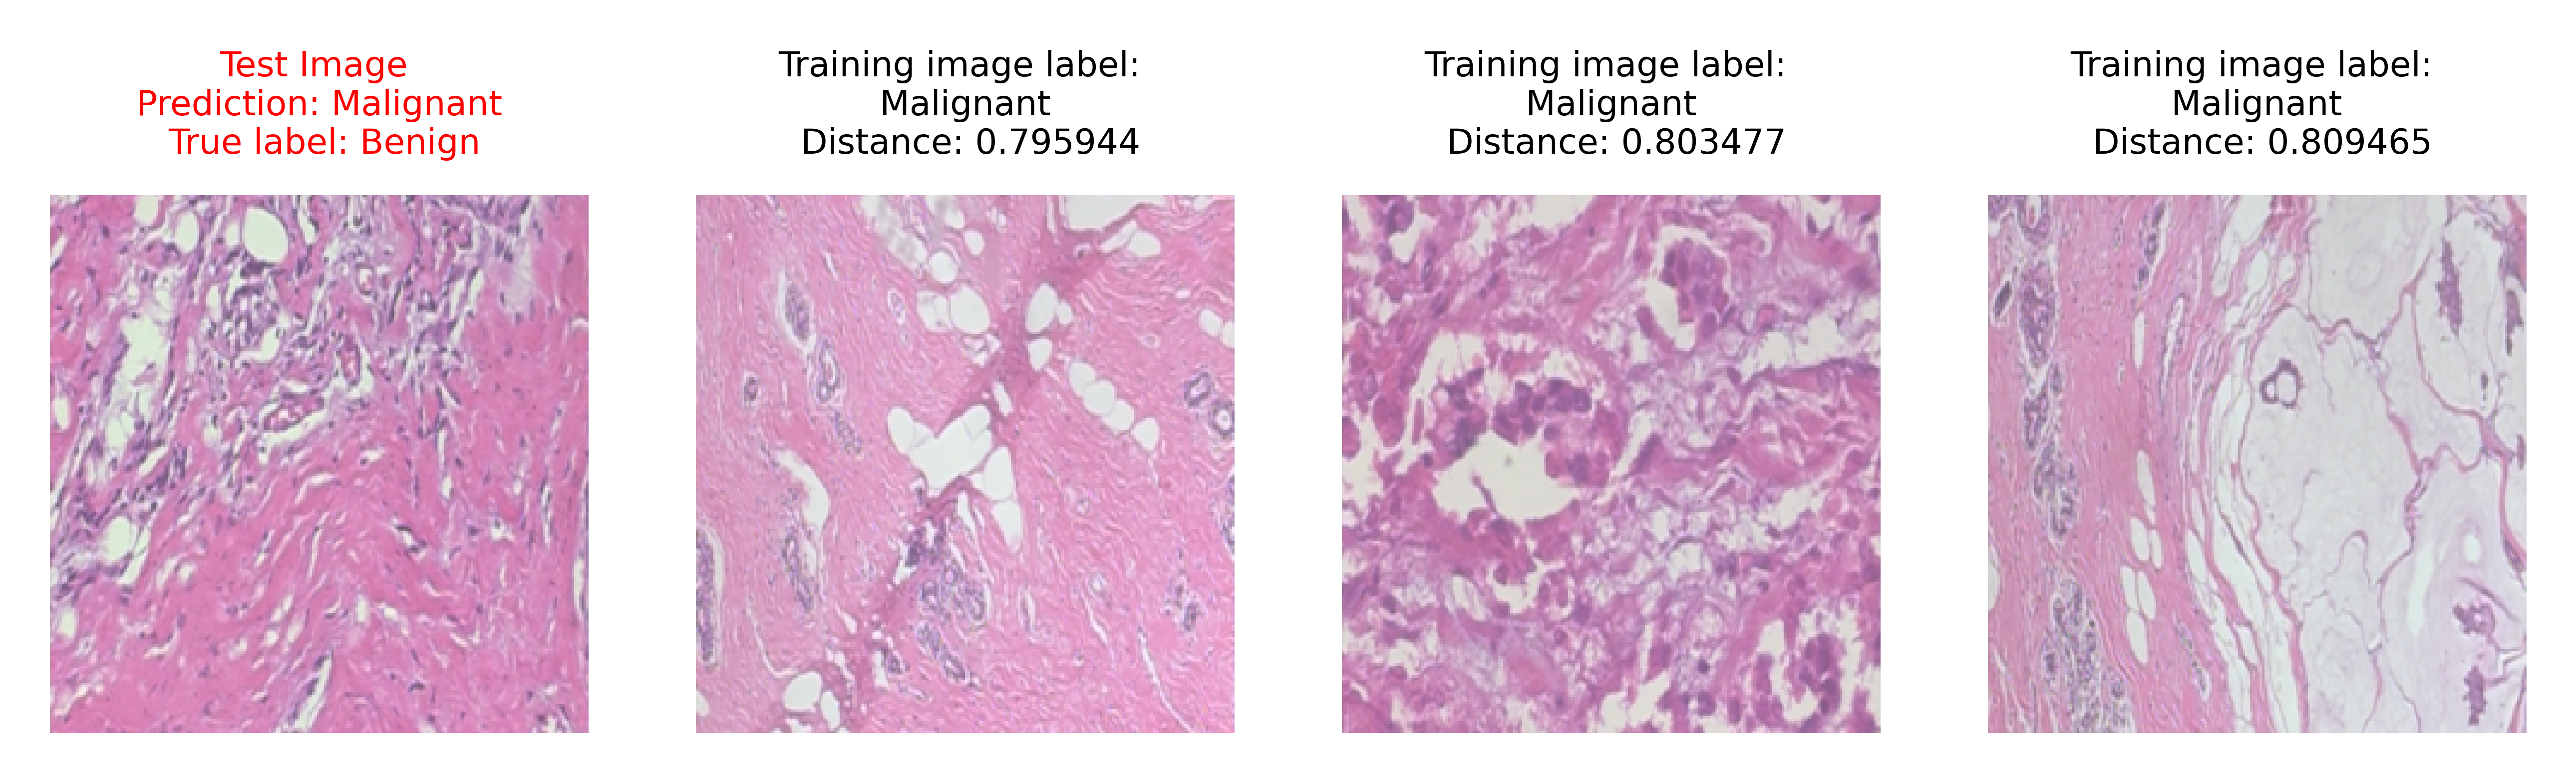 Test Image
Prediction: Malignant
True label: Benign
Training image label:
Malignant
Distance: 0.795944
Training image label:
Malignant
Distance: 0.803477
Training image label:
Malignant
Distance: 0.809465